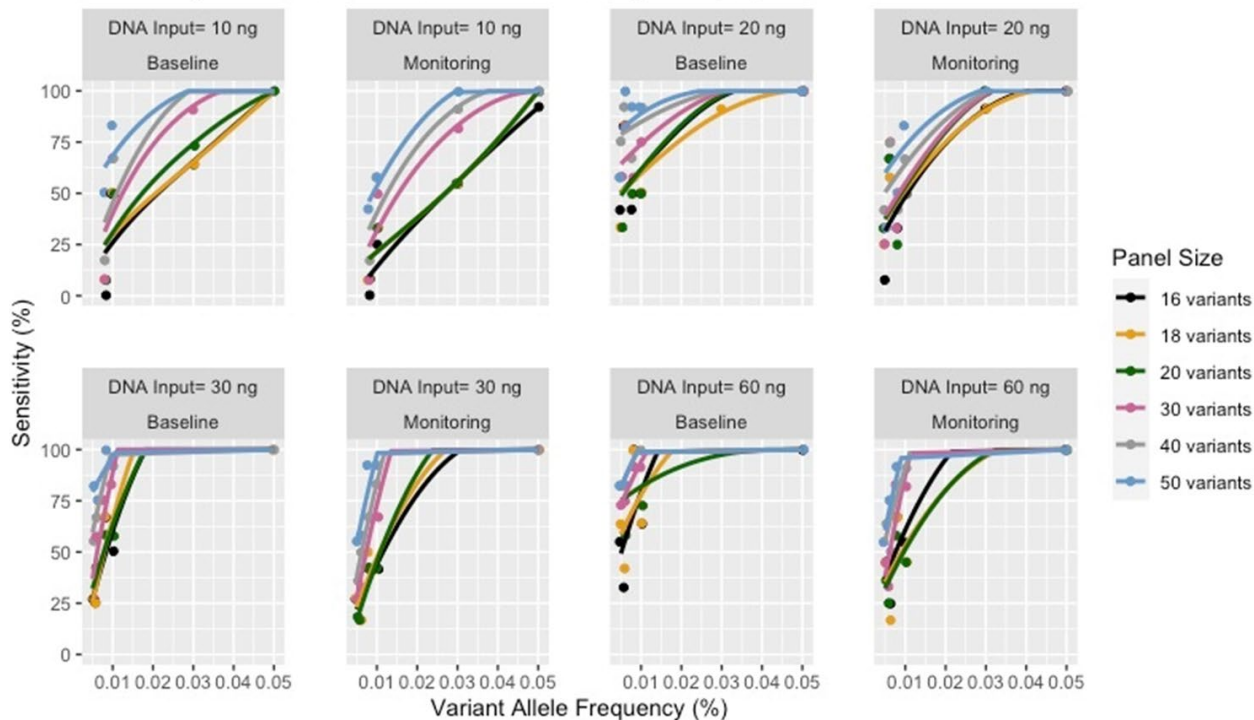 DNA Input= 10 ng
Baseline
DNA Input= 10 ng
Monitoring
DNA Input= 20 ng
Baseline
DNA Input= 20 ng
Monitoring
100
75
50
25
0
Sensitivity (%)
DNA Input= 30 ng
Baseline
DNA Input= 30 ng
Monitoring
DNA Input= 60 ng
Baseline
DNA Input= 60 ng
Monitoring
100
75
50
25
0
0.01 0.02 0.03 0.04 0.05
0.01 0.02 0.03 0.04 0.05
0.01 0.02 0.03 0.04 0.05
0.01 0.02 0.03 0.04 0.05
Variant Allele Frequency (%)
Panel Size
16 variants
18 variants
20 variants
30 variants
40 variants
50 variants